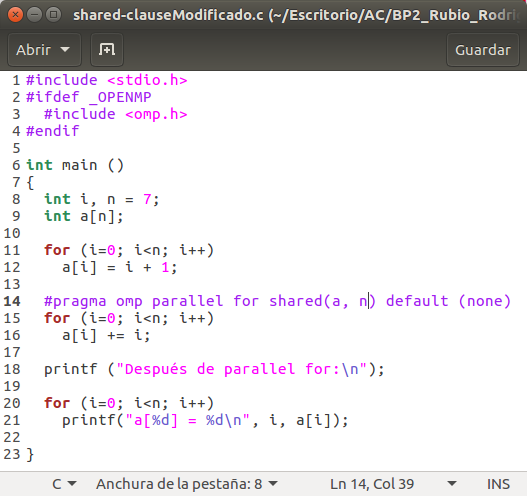 shared-clauseModificado.c (~/Escritorio/AC/BP2_Rubio_Rodri
Abrir
Guardar
1 #include <stdio.h>
2 #ifdef _OPENMP
3   #include <omp.h>
4 #endif
5
6 int main ()
7 {
8   int i, n = 7;
9   int a[n];
10
11   for (i=0; i<n; i++)
12     a[i] = i + 1;
13
14   #pragma omp parallel for shared(a, n) default (none)
15   for (i=0; i<n; i++)
16     a[i] += i;
17
18   printf ("Después de parallel for:\n");
19
20   for (i=0; i<n; i++)
21     printf("a[%d] = %d\n", i, a[i]);
22
23 }
C Anchura de la pestaña: 8 Ln 14, Col 39 INS